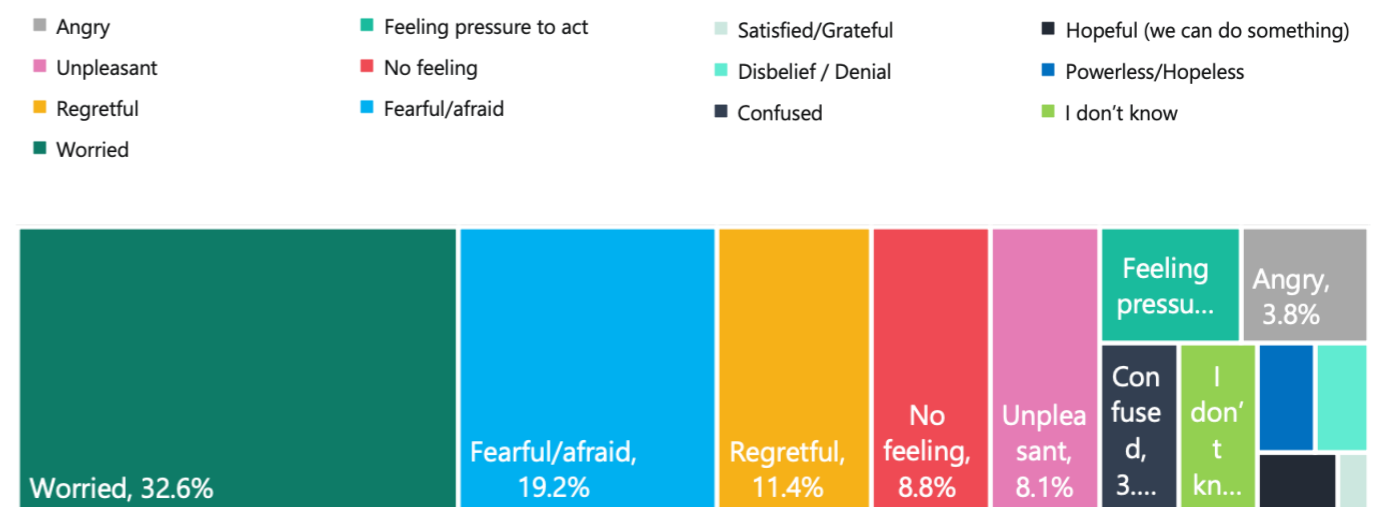 Angry
Feeling pressure to act
Satisfied/Grateful
Hopeful (we can do something)
Unpleasant
No feeling
Disbelief / Denial
Powerless/Hopeless
Regretful
Fearful/afraid
Confused
I don’t know
Worried
Worried, 32.6%
Fearful/afraid,
19.2%
Regretful,
11.4%
No
feeling,
8.8%
Unplea
sant,
8.1%
Feeling
pressu...
Angry,
3.8%
Con
fuse
d,
3....
I
don’
t
kn...